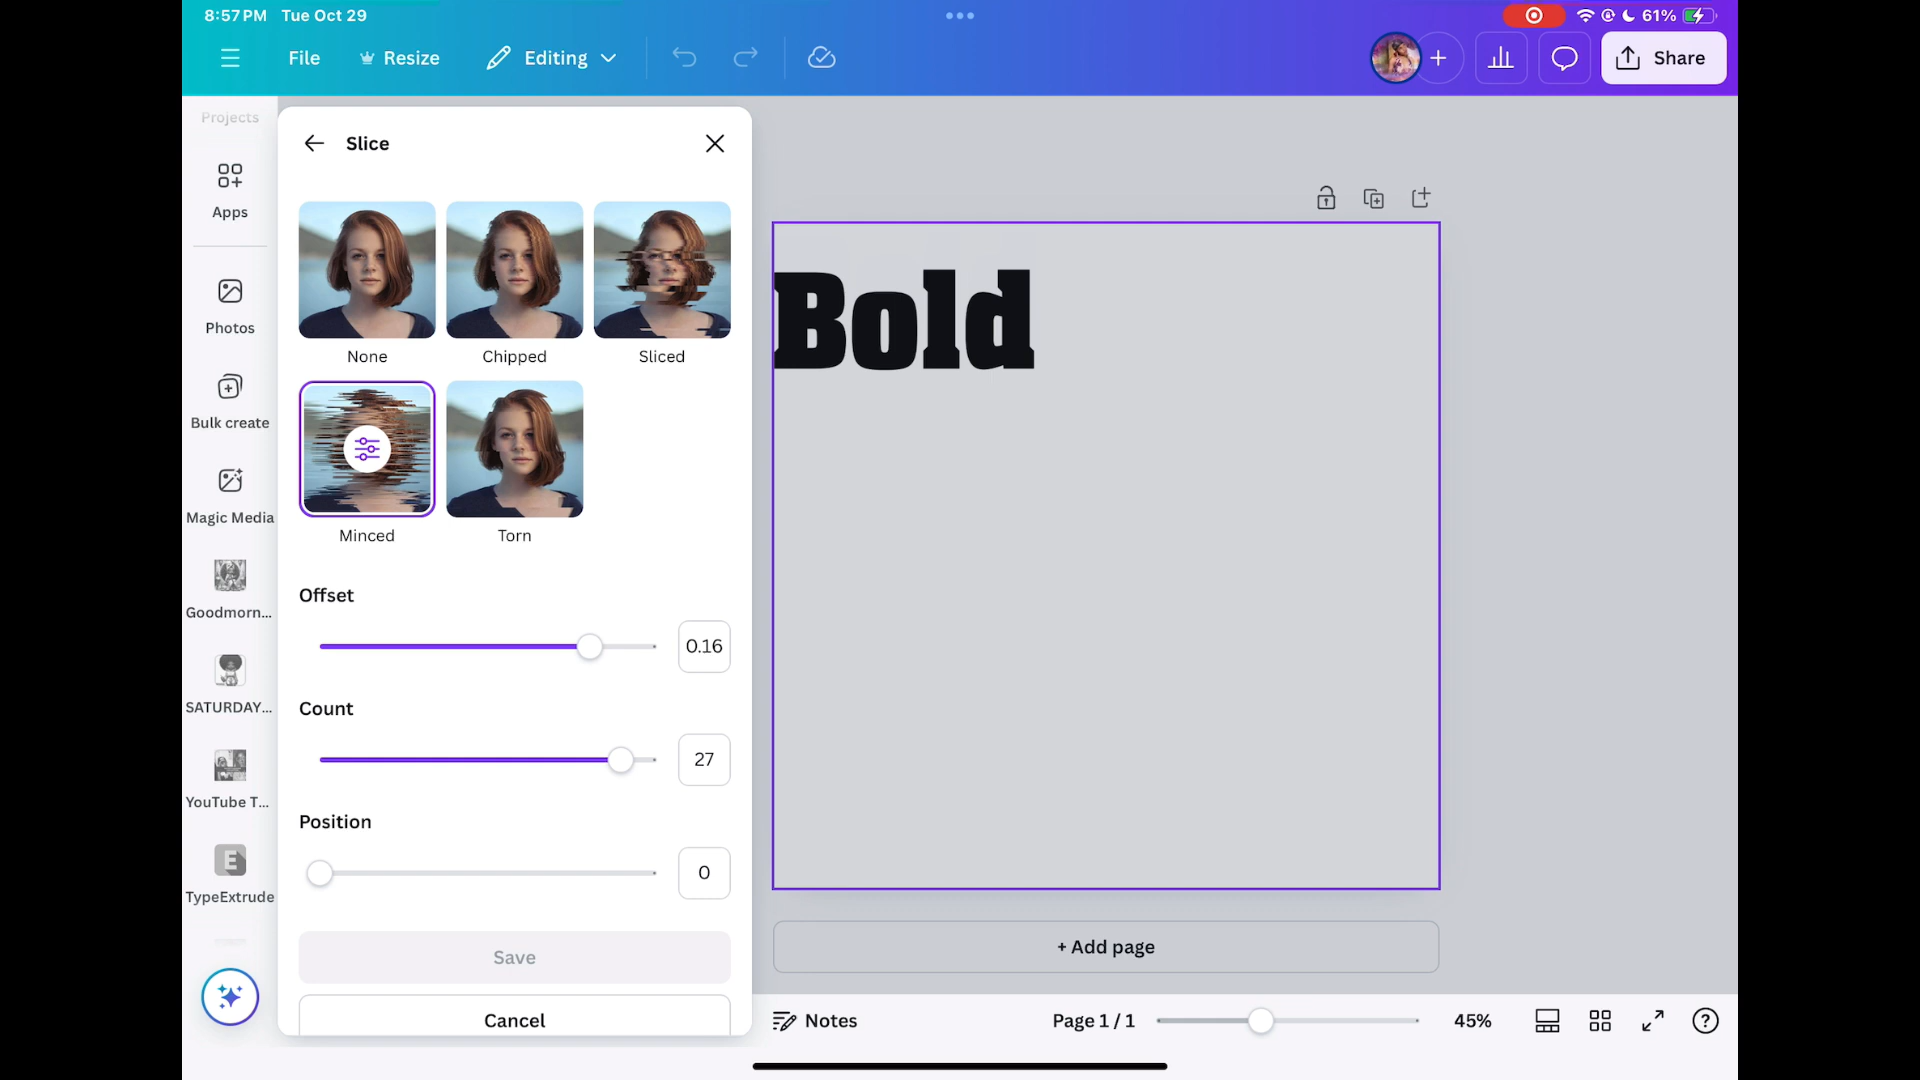 8:57 PM Tue Oct 29
61%
File
Resize
Editing
Share
Projects
Apps
Photos
Bulk create
Magic Media
Goodmorn...
SATURDAY...
YouTube T...
TypeExtrude
Slice
None
Chipped
Sliced
Minced
Torn
Offset
0.16
Count
27
Position
0
Save
Cancel
Bold
+ Add page
Notes
Page 1 / 1
45%